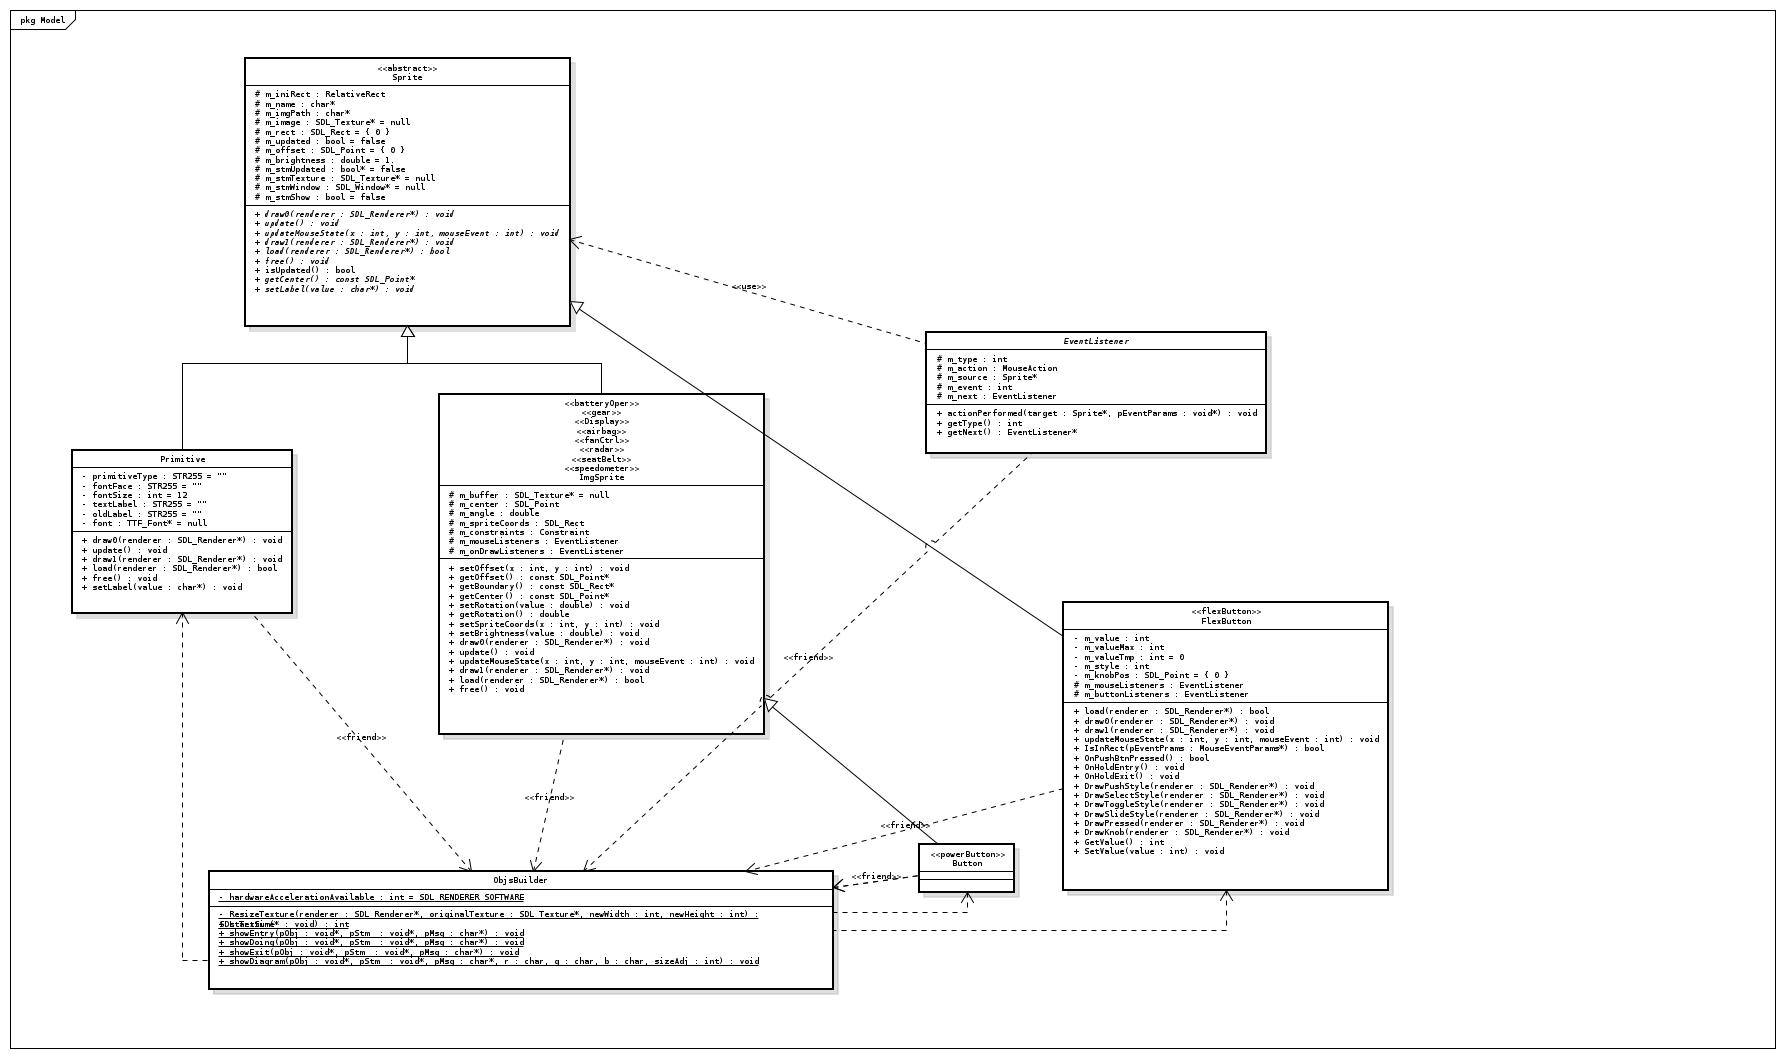 pkg Model
<<abstract>>
Sprite
# m_iniRect : RelativeRect
# m_name : char*
# m_imgPath : char*
# m_image : SDL_Texture* = null
# m_rect : SDL_Rect = { 0 }
# m_updated : bool = false
# m_offset : SDL_Point = { 0 }
# m_brightness : double = 1.
# m_stmUpdated : bool* = false
# m_stmTexture : SDL_Texture* = null
# m_stmWindow : SDL_Window* = null
# m_stmShow : bool = false
+ draw0(renderer : SDL_Renderer*) : void
+ update() : void
+ updateMouseState(x : int, y : int, mouseEvent : int) : void
+ draw1(renderer : SDL_Renderer*) : void
+ load(renderer : SDL_Renderer*) : bool
+ free() : void
+ isUpdated() : bool
+ getCenter() : const SDL_Point*
+ setLabel(value : char*) : void
<<use>>
EventListener
# m_type : int
# m_action : MouseAction
# m_source : Sprite*
# m_event : int
# m_next : EventListener
+ actionPerformed(target : Sprite*, pEventParams : void*) : void
+ getType() : int
+ getNext() : EventListener*
Primitive
- primitiveType : STR255 = ""
- fontFace : STR255 = ""
- fontSize : int = 12
- textLabel : STR255 = ""
- oldLabel : STR255 = ""
- font : TTF_Font* = null
+ draw0(renderer : SDL_Renderer*) : void
+ update() : void
+ draw1(renderer : SDL_Renderer*) : void
+ load(renderer : SDL_Renderer*) : bool
+ free() : void
+ setLabel(value : char*) : void
<<batteryOper>>
<<gear>>
<<Display>>
<<airbag>>
<<fanCtrl>>
<<radar>>
<<seatBelt>>
<<speedometer>>
ImgSprite
# m_buffer : SDL_Texture* = null
# m_center : SDL_Point
# m_angle : double
# m_spriteCoords : SDL_Rect
# m_constraints : Constraint
# m_mouseListeners : EventListener
# m_onDrawListeners : EventListener
+ setOffset(x : int, y : int) : void
+ getOffset() : const SDL_Point*
+ getBoundary() : const SDL_Rect*
+ getCenter() : const SDL_Point*
+ setRotation(value : double) : void
+ getRotation() : double
+ setSpriteCoords(x : int, y : int) : void
+ setBrightness(value : double) : void
+ draw0(renderer : SDL_Renderer*) : void
+ update() : void
+ updateMouseState(x : int, y : int, mouseEvent : int) : void
+ draw1(renderer : SDL_Renderer*) : void
+ load(renderer : SDL_Renderer*) : bool
+ free() : void
<<flexButton>>
FlexButton
- m_value : int
- m_valueMax : int
- m_valueTmp : int = 0
- m_style : int
- m_knobPos : SDL_Point = { 0 }
# m_mouseListeners : EventListener
# m_buttonListeners : EventListener
+ load(renderer : SDL_Renderer*) : bool
+ draw0(renderer : SDL_Renderer*) : void
+ draw1(renderer : SDL_Renderer*) : void
+ updateMouseState(x : int, y : int, mouseEvent : int) : void
+ IsInRect(pEventPrams : MouseEventParams*) : bool
+ OnPushBtnPressed() : bool
+ OnHoldEntry() : void
+ OnHoldExit() : void
+ DrawPushStyle(renderer : SDL_Renderer*) : void
+ DrawSelectStyle(renderer : SDL_Renderer*) : void
+ DrawToggleStyle(renderer : SDL_Renderer*) : void
+ DrawSlideStyle(renderer : SDL_Renderer*) : void
+ DrawPressed(renderer : SDL_Renderer*) : void
+ DrawKnob(renderer : SDL_Renderer*) : void
+ GetValue() : int
+ SetValue(value : int) : void
<<friend>>
<<friend>>
<<friend>>
<<friend>>
<<friend>>
<<powerButton>>
Button
ObjsBuilder
- hardwareAccelerationAvailable : int = SDL_RENDERER_SOFTWARE
- ResizeTexture(renderer : SDL_Renderer*, originalTexture : SDL_Texture*, newWidth : int, newHeight : int) :
: void) : int
+ showEntry(pObj : void*, pStm : void*, pMsg : char*) : void
+ showDoing(pObj : void*, pStm : void*, pMsg : char*) : void
+ showExit(pObj : void*, pStm : void*, pMsg : char*) : void
+ showDiagram(pObj : void*, pStm : void*, pMsg : char*, r : char, g : char, b : char, sizeAdj : int) : void